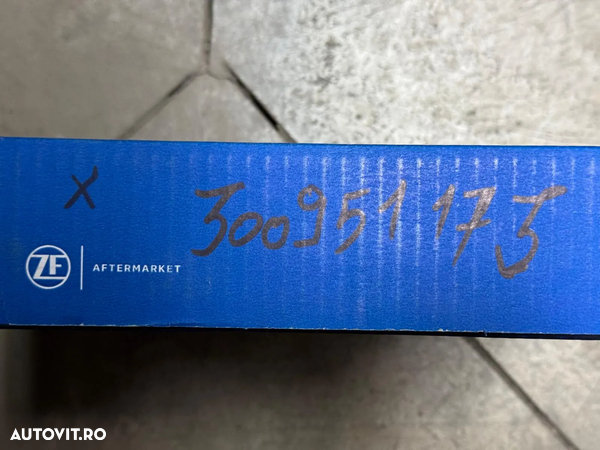 X
300951173
ZF
AFTERMARKET
AUTOVIT.RO